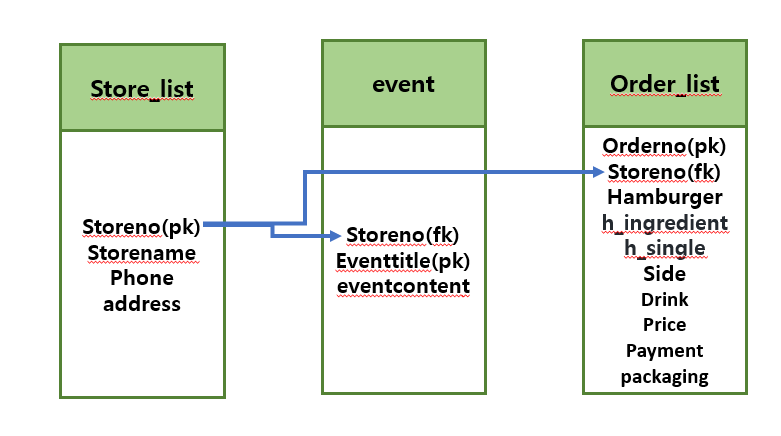 Store_list
Storeno(pk)
Storename
Phone
address
event
Storeno(fk)
Eventtitle(pk)
eventcontent
Order_list
Orderno(pk)
Storeno(fk)
Hamburger
h_ingredient
h_single
Side
Drink
Price
Payment
packaging